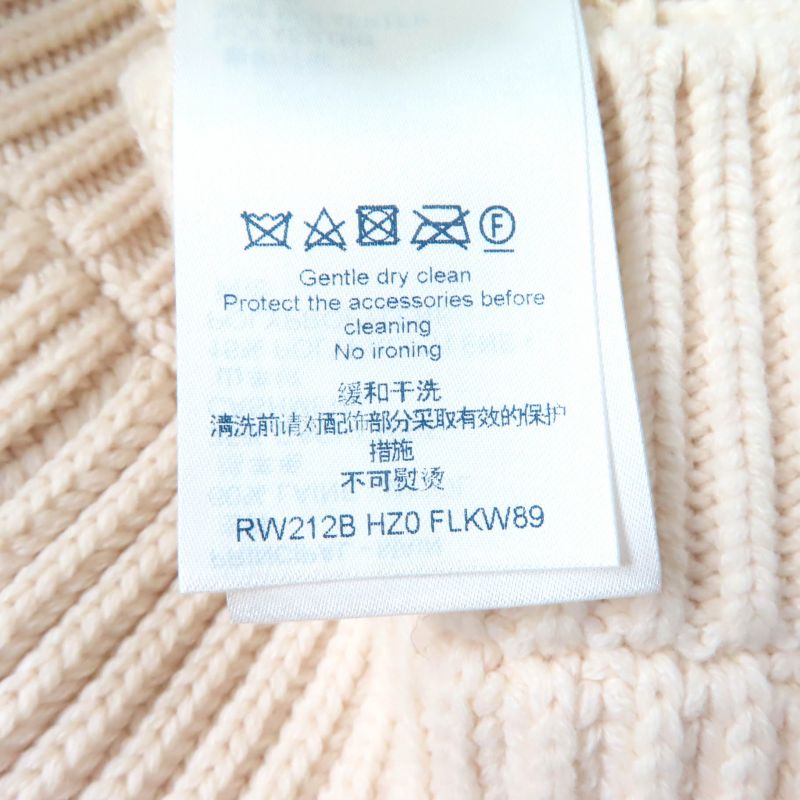 F
Gentle dry clean
Protect the accessories before
cleaning
No ironing
缓和干洗
清洗前请对配饰部分采取有效的保护
措施
不可熨烫
RW212B HZ0 FLKW89